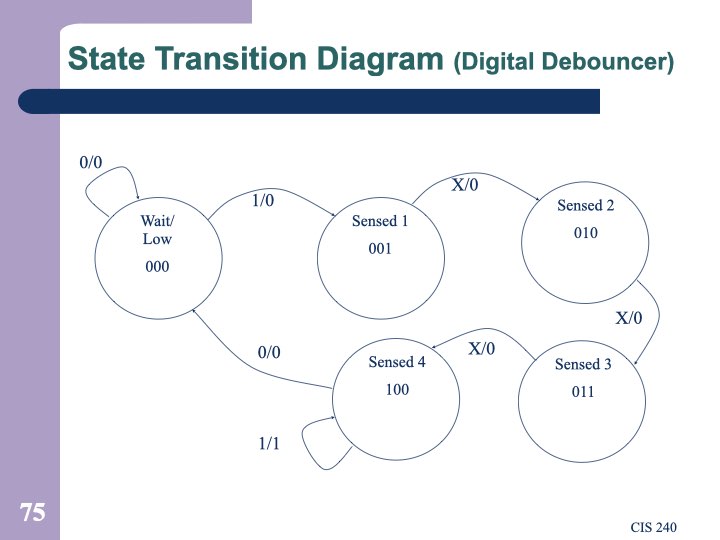 State Transition Diagram (Digital Debouncer)
0/0
1/0
X/0
Wait/
Low
000
Sensed 1
001
Sensed 2
010
X/0
0/0
X/0
Sensed 4
100
Sensed 3
011
1/1
75
CIS 240